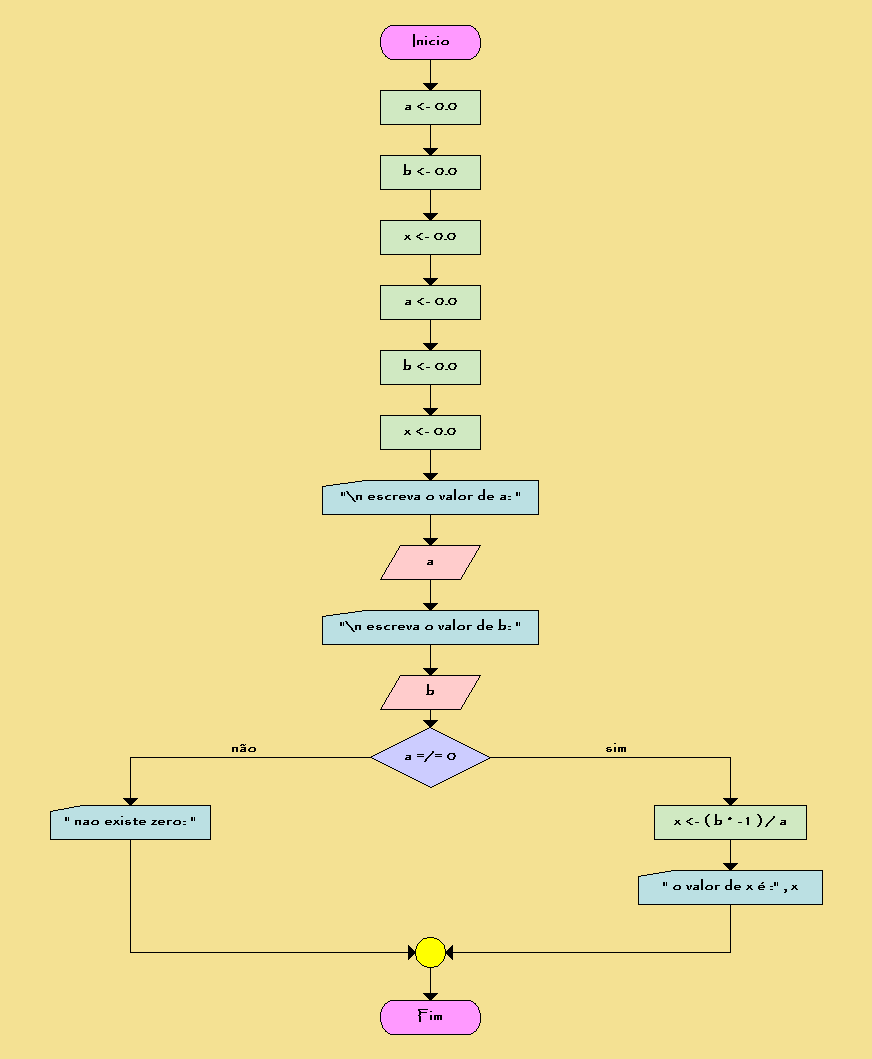 Inicio
a <- 0.0
b <- 0.0
x <- 0.0
a <- 0.0
b <- 0.0
x <- 0.0
"\n escreva o valor de a: "
a
"\n escreva o valor de b: "
b
não
a =/= 0
sim
" nao existe zero: "
x <- ( b * -1 ) / a
" o valor de x é :" , x
Fim